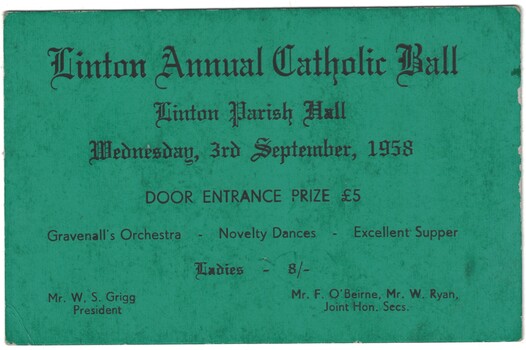 Linton Annual Catholic Ball
Linton Parish Hall
Wednesday, 3rd September, 1958
DOOR ENTRANCE PRIZE £5
Gravenall's Orchestra - Novelty Dances - Excellent Supper
Ladies - 8/-
Mr. W. S. Grigg
President
Mr. F. O'Beirne, Mr. W. Ryan,
Joint Hon. Secs.